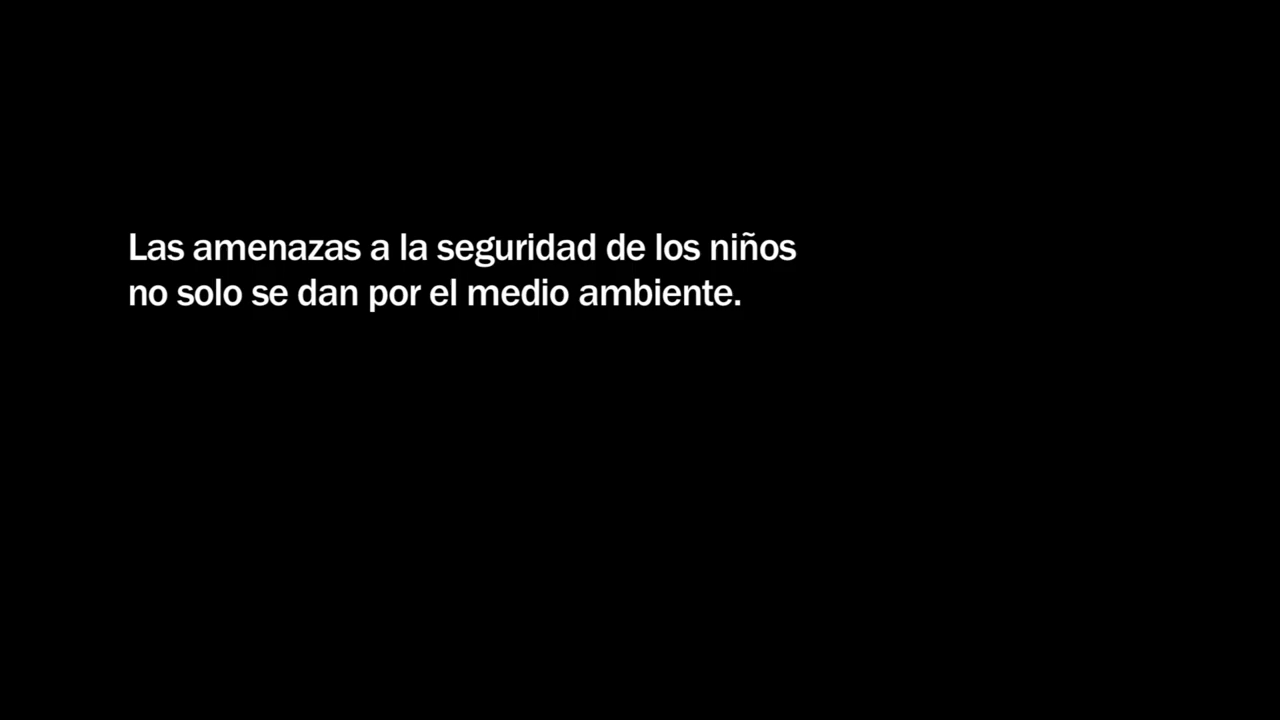 Las amenazas a la seguridad de los niños
no solo se dan por el medio ambiente.